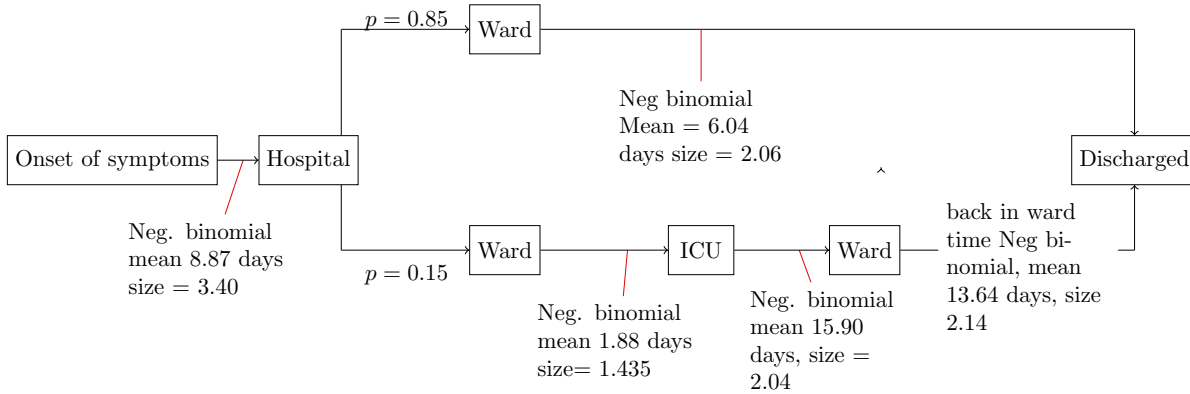 p = 0.85
Ward
Neg binomial
Mean = 6.04
days size = 2.06
Onset of symptoms
Hospital
Discharged
Neg. binomial
mean 8.87 days
size = 3.40
p = 0.15
Ward
ICU
Ward
back in ward
time Neg bi-
nomial, mean
13.64 days, size
2.14
Neg. binomial
mean 1.88 days
size= 1.435
Neg. binomial
mean 15.90
days, size =
2.04